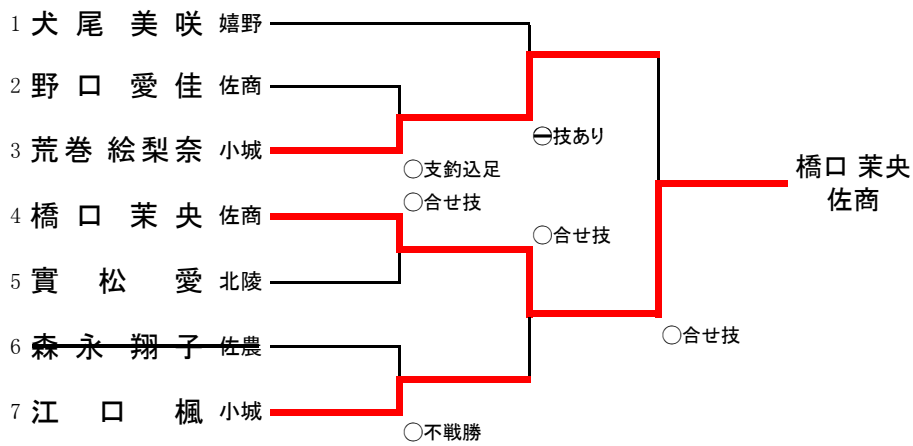 1 犬尾美咲 嬉野
2 野口愛佳 佐商
3 荒巻絵梨奈 小城
4 橋口茉央 佐商
5 實松愛 北陵
6 森永翔子 佐農
7 江口楓 小城
○支釣込足
○合せ技
○不戦勝
⊖技あり
○合せ技
○合せ技
橋口 茉央
佐商